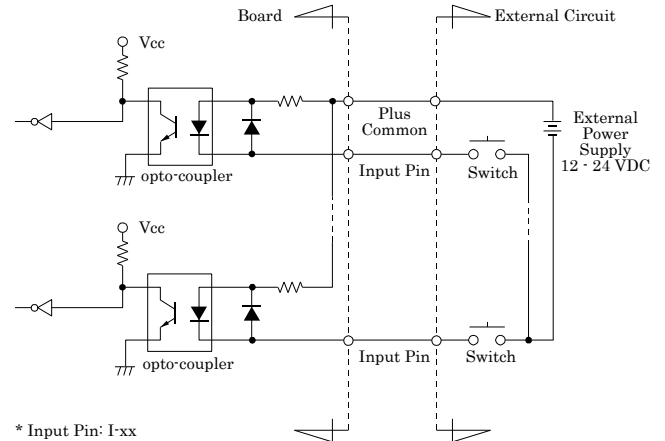 Board
External Circuit
Vcc
Plus
Common
External
Power
Supply
12 - 24 VDC
Input Pin
Switch
opto-coupler
Vcc
Input Pin
Switch
opto-coupler
* Input Pin: I-xx